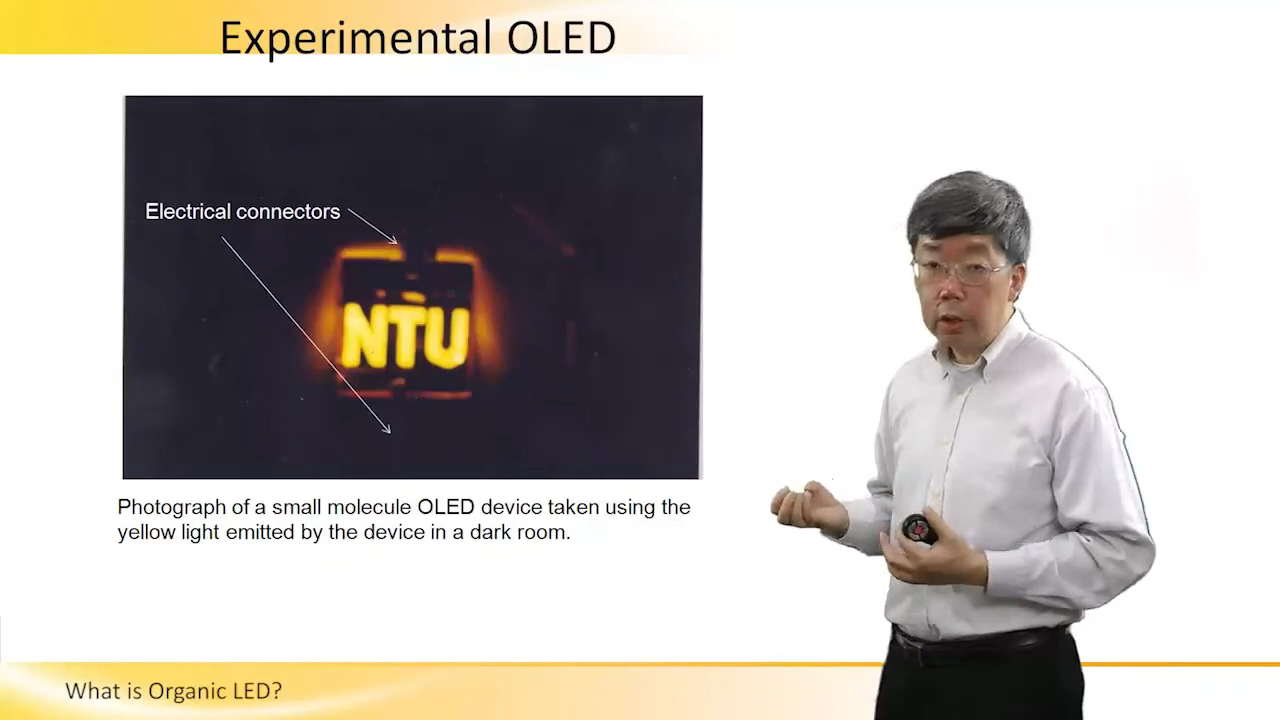 Experimental OLED
Electrical connectors
NTU
Photograph of a small molecule OLED device taken using the
yellow light emitted by the device in a dark room.
What is Organic LED?